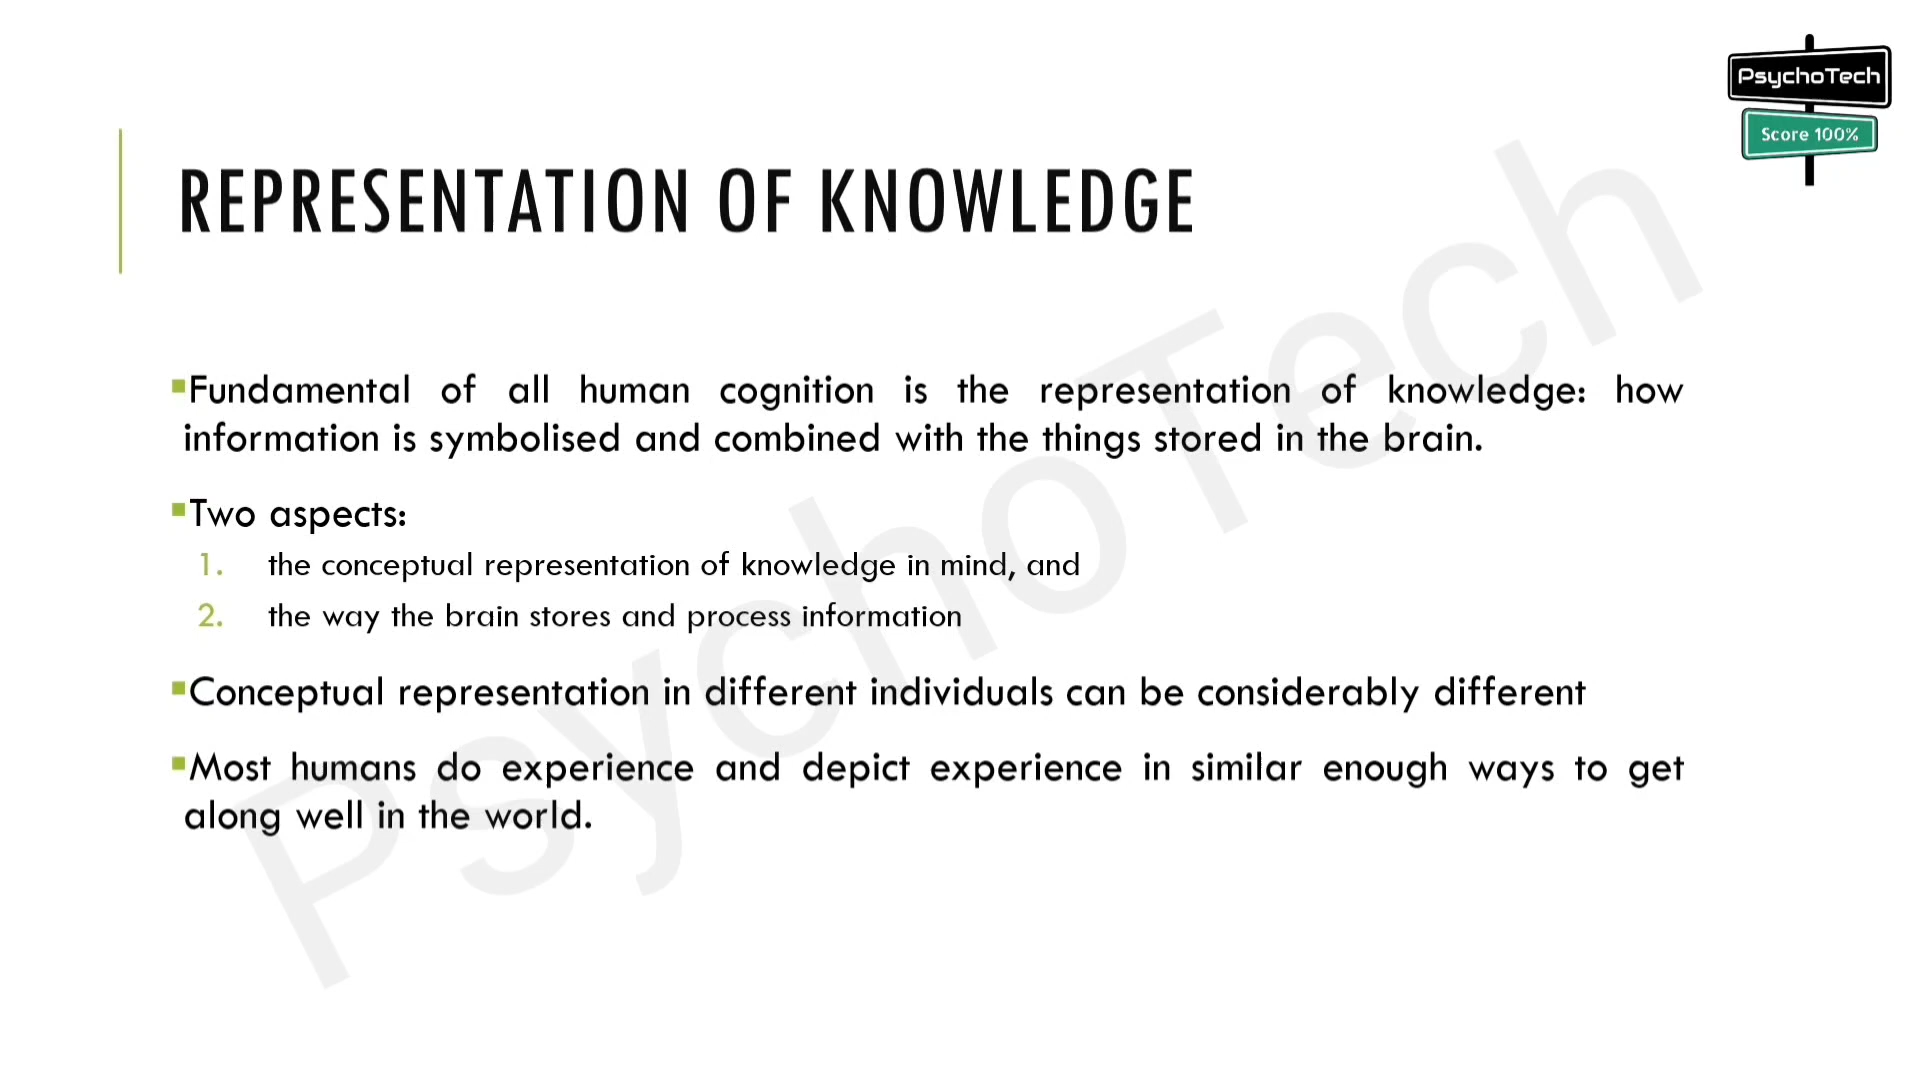 PsychoTech
Score 100%
REPRESENTATION OF KNOWLEDGE
▪Fundamental of all human cognition is the representation of knowledge: how
information is symbolised and combined with the things stored in the brain.
▪Two aspects:
1. the conceptual representation of knowledge in mind, and
2. the way the brain stores and process information
▪Conceptual representation in different individuals can be considerably different
▪Most humans do experience and depict experience in similar enough ways to get
along well in the world.
PsychoTech